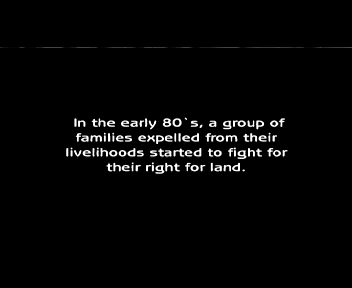 In the early 80`s, a group of
families expelled from their
livelihoods started to fight for
their right for land.